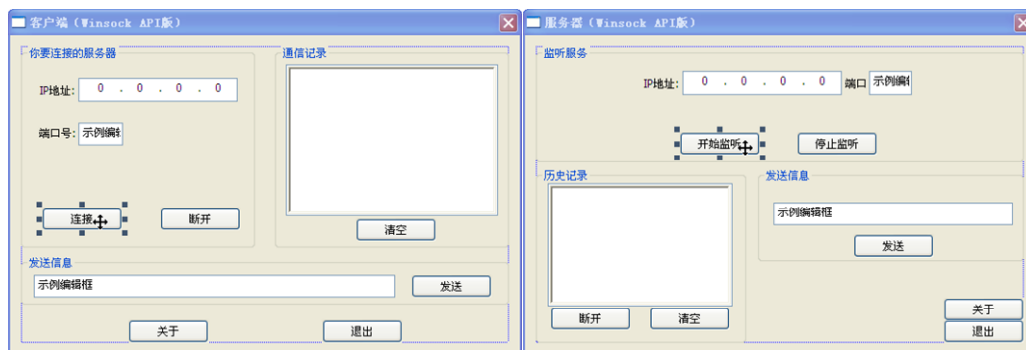 客户端（Winsock API版）
你要连接的服务器
IP地址: 0 . 0 . 0 . 0
端口号: 示例编辑
连接
断开
通信记录
清空
发送信息
示例编辑框
发送
关于
退出
服务器（Winsock API版）
监听服务
IP地址: 0 . 0 . 0 . 0 端口 示例编辑
开始监听
停止监听
历史记录
断开
清空
发送信息
示例编辑框
发送
关于
退出